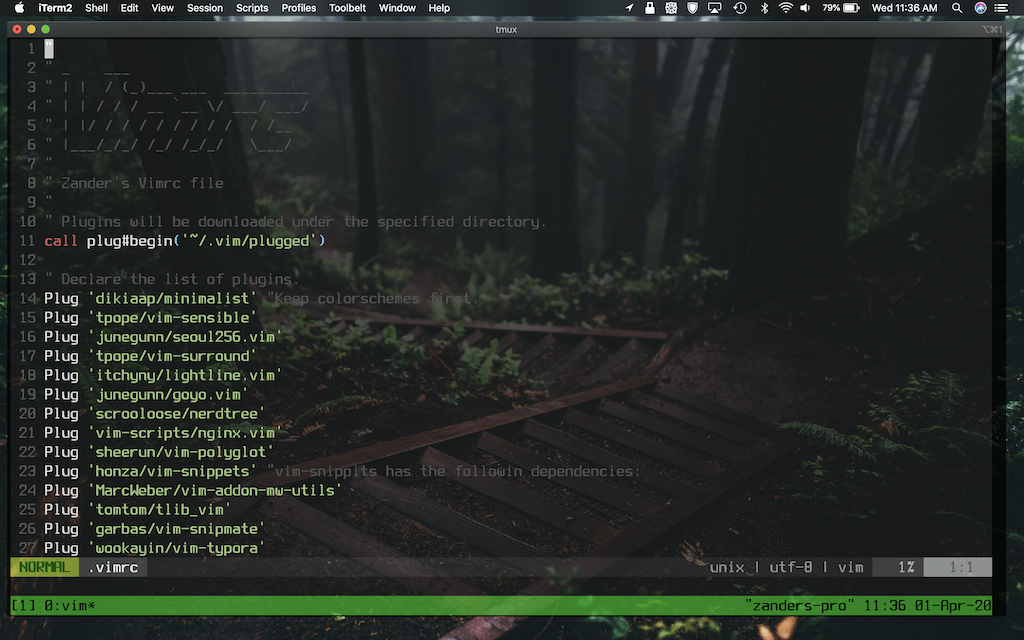 iTerm2 Shell Edit View Session Scripts Profiles Toolbelt Window Help 79% Wed 11:36 AM
tmux ⌥⌘1
1 "
2 " _     ___
3 " | |  / (_)___ ___  __________
4 " | | / / / __ `__ \/ ___/ ___/
5 " | |/ / / / / / / / /  / /__
6 " |___/_/_/ /_/ /_/_/   \___/
7 "
8 " Zander's Vimrc file
9 "
10 " Plugins will be downloaded under the specified directory.
11 call plug#begin('~/.vim/plugged')
12
13 " Declare the list of plugins.
14 Plug 'dikiaap/minimalist' "Keep colorschemes first.
15 Plug 'tpope/vim-sensible'
16 Plug 'junegunn/seoul256.vim'
17 Plug 'tpope/vim-surround'
18 Plug 'itchyny/lightline.vim'
19 Plug 'junegunn/goyo.vim'
20 Plug 'scrooloose/nerdtree'
21 Plug 'vim-scripts/nginx.vim'
22 Plug 'sheerun/vim-polyglot'
23 Plug 'honza/vim-snippets' "vim-snippits has the followin dependencies:
24 Plug 'MarcWeber/vim-addon-mw-utils'
25 Plug 'tomtom/tlib_vim'
26 Plug 'garbas/vim-snipmate'
27 Plug 'wookayin/vim-typora'
NORMAL .vimrc unix | utf-8 | vim 1% 1:1
[1] 0:vim* "zanders-pro" 11:36 01-Apr-20